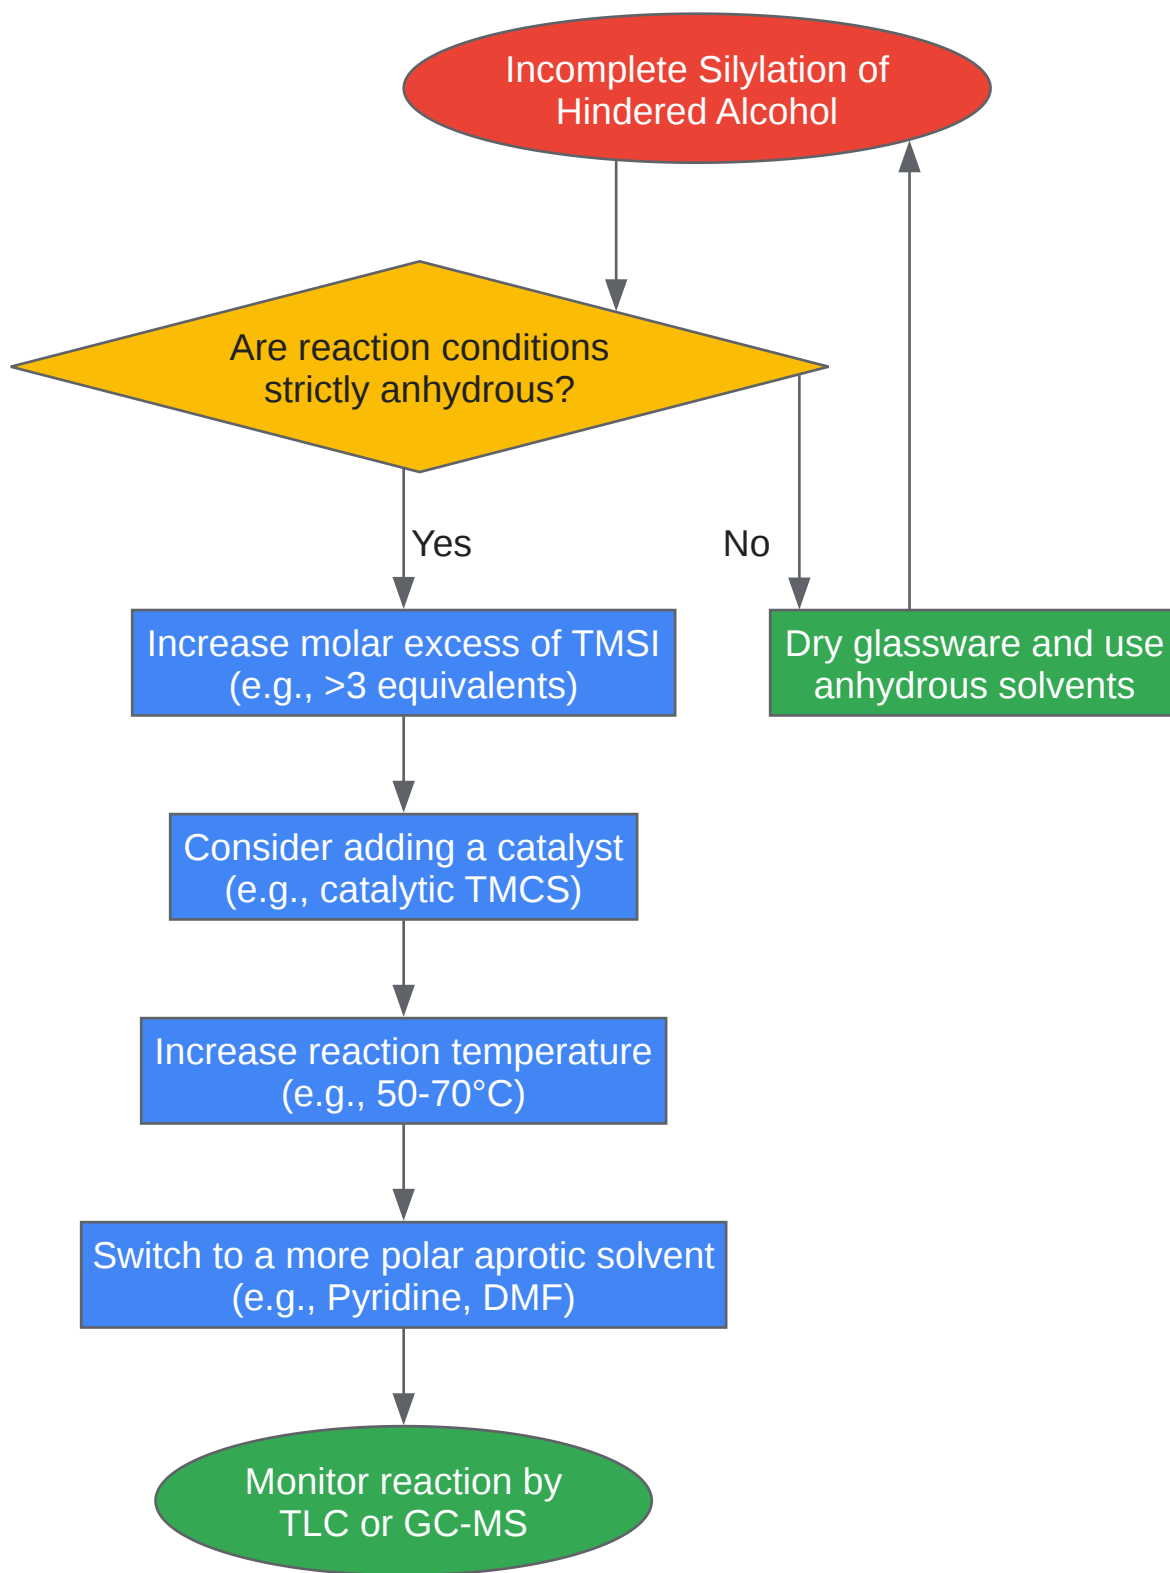 Incomplete Silylation of
Hindered Alcohol
Are reaction conditions
strictly anhydrous?
Yes
No
Increase molar excess of TMSI
(e.g., >3 equivalents)
Dry glassware and use
anhydrous solvents
Consider adding a catalyst
(e.g., catalytic TMCS)
Increase reaction temperature
(e.g., 50-70°C)
Switch to a more polar aprotic solvent
(e.g., Pyridine, DMF)
Monitor reaction by
TLC or GC-MS